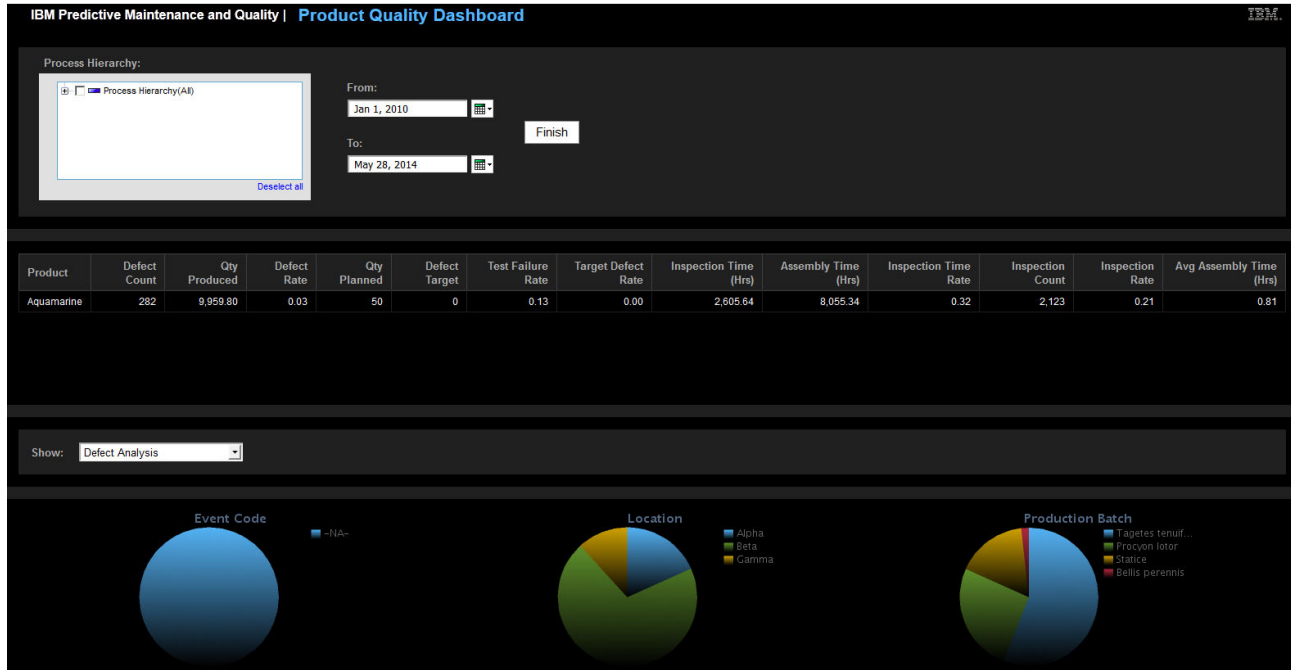 IBM Predictive Maintenance and Quality | Product Quality Dashboard
IBM.
Process Hierarchy:
Process Hierarchy(All)
Deselect all
From:
Jan 1, 2010
To:
May 28, 2014
Finish
Product Defect Count Qty Produced Defect Rate Qty Planned Defect Target Test Failure Rate Target Defect Rate Inspection Time (Hrs) Assembly Time (Hrs) Inspection Time Rate Inspection Count Inspection Rate Avg Assembly Time (Hrs)
Aquamarine 282 9,959.80 0.03 50 0 0.13 0.00 2,605.64 8,055.34 0.32 2,123 0.21 0.81
Show: Defect Analysis
Event Code
-NA-
Location
Alpha
Beta
Gamma
Production Batch
Tagetes tenuif...
Procyon lotor
Statice
Bellis perennis